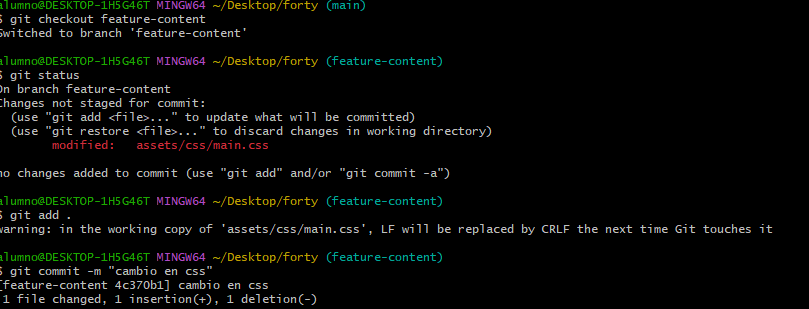 alumno@DESKTOP-1H5G46T MINGW64 ~/Desktop/forty (main)
$ git checkout feature-content
Switched to branch 'feature-content'

alumno@DESKTOP-1H5G46T MINGW64 ~/Desktop/forty (feature-content)
$ git status
On branch feature-content
Changes not staged for commit:
  (use "git add <file>..." to update what will be committed)
  (use "git restore <file>..." to discard changes in working directory)
        modified:   assets/css/main.css

no changes added to commit (use "git add" and/or "git commit -a")

alumno@DESKTOP-1H5G46T MINGW64 ~/Desktop/forty (feature-content)
$ git add .
warning: in the working copy of 'assets/css/main.css', LF will be replaced by CRLF the next time Git touches it

alumno@DESKTOP-1H5G46T MINGW64 ~/Desktop/forty (feature-content)
$ git commit -m "cambio en css"
[feature-content 4c370b1] cambio en css
 1 file changed, 1 insertion(+), 1 deletion(-)